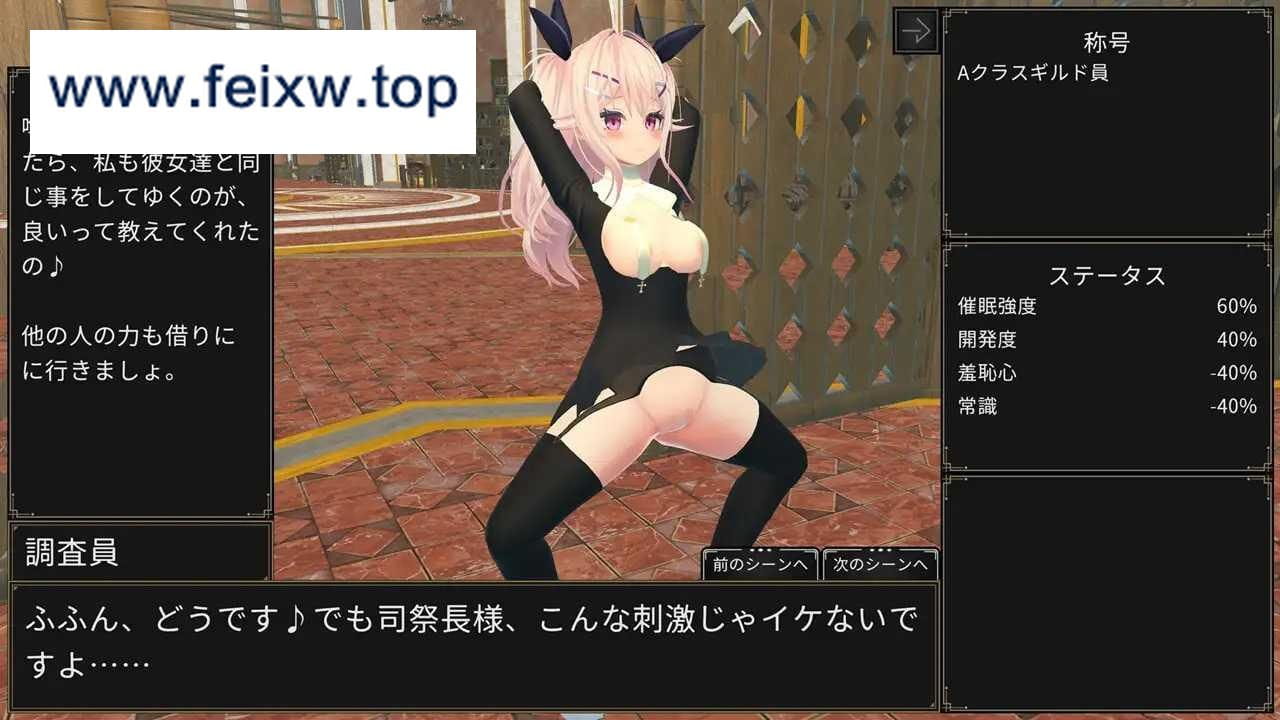 www.feixw.top
たら、私も彼女達と同
じ事をしてゆくのが、
良いって教えてくれた
の♪
他の人の力も借りに
に行きましょ。
調査員
ふふん、どうです♪でも司祭長様、こんな刺激じゃイケないで
すよ……
前のシーンへ
次のシーンへ
称号
Aクラスギルド員
ステータス
催眠強度 60%
開発度 40%
羞恥心 -40%
常識 -40%